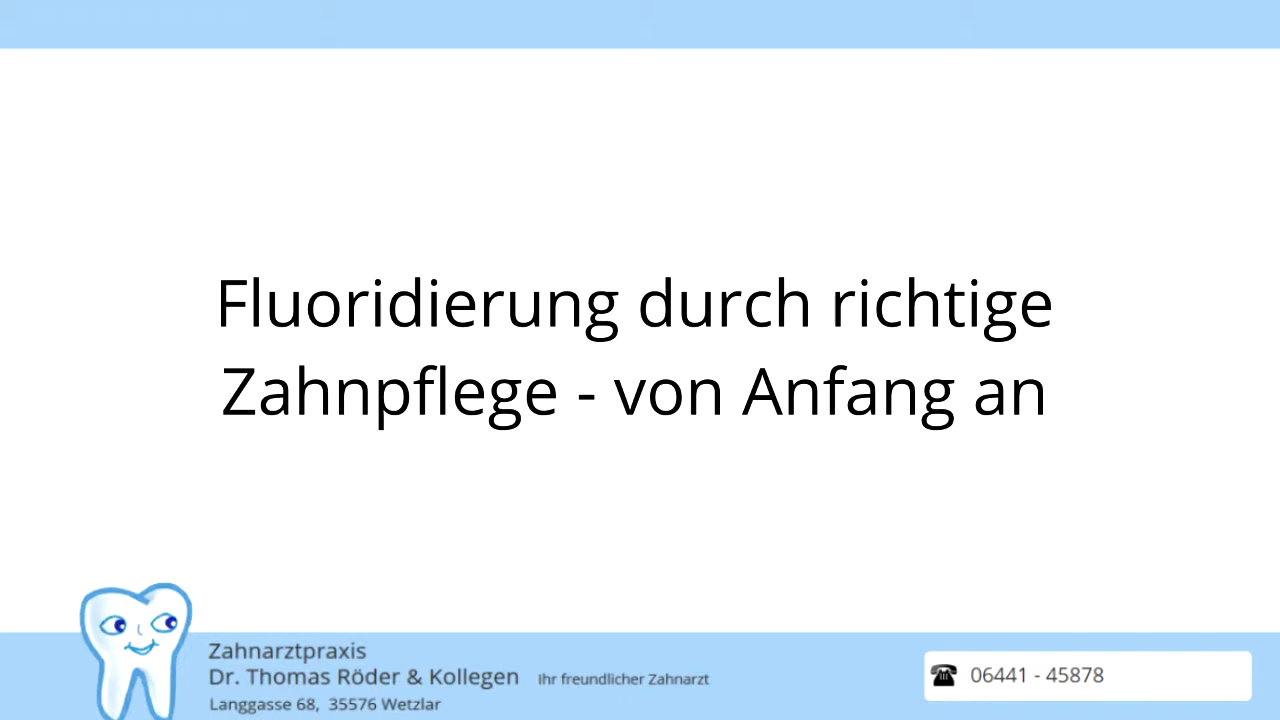 Fluoridierung durch richtige
Zahnpflege - von Anfang an
Zahnarztpraxis
Dr. Thomas Röder & Kollegen Ihr freundlicher Zahnarzt
Langgasse 68, 35576 Wetzlar
06441 - 45878